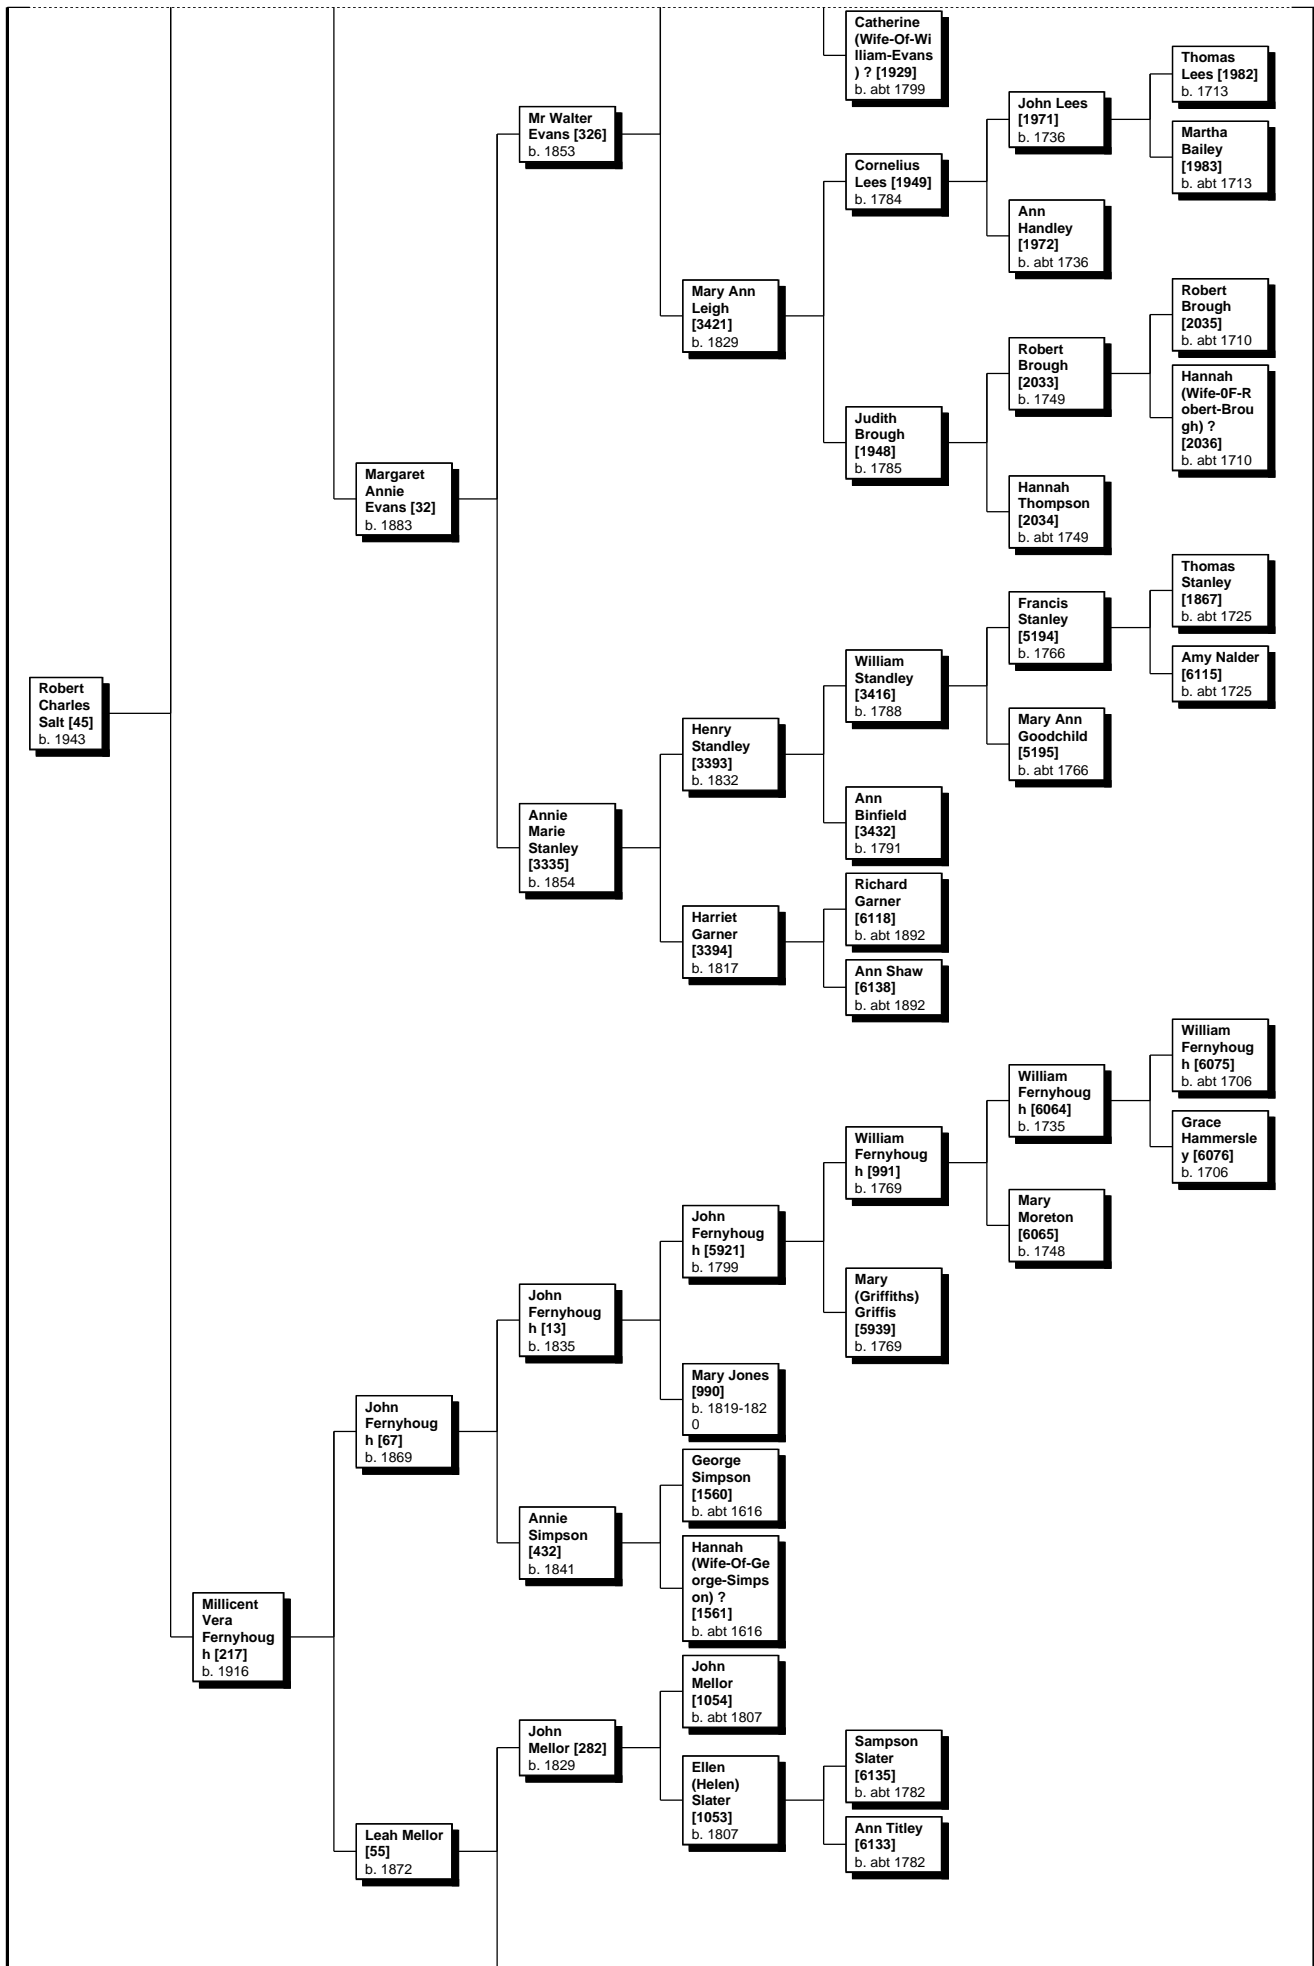 Catherine
(Wife-Of-Wi
lliam-Evans
) ? [1929]
b. abt 1799
Thomas
Lees [1982]
b. 1713
John Lees
[1971]
b. 1736
Mr Walter
Evans [326]
b. 1853
Martha
Bailey
[1983]
b. abt 1713
Cornelius
Lees [1949]
b. 1784
Ann
Handley
[1972]
b. abt 1736
Mary Ann
Leigh
[3421]
b. 1829
Robert
Brough
[2035]
b. abt 1710
Robert
Brough
[2033]
b. 1749
Hannah
(Wife-0F-R
obert-Brou
gh) ?
[2036]
b. abt 1710
Judith
Brough
[1948]
b. 1785
Margaret
Annie
Evans [32]
b. 1883
Hannah
Thompson
[2034]
b. abt 1749
Thomas
Stanley
[1867]
b. abt 1725
Francis
Stanley
[5194]
b. 1766
Amy Nalder
[6115]
b. abt 1725
William
Standley
[3416]
b. 1788
Robert
Charles
Salt [45]
b. 1943
Mary Ann
Goodchild
[5195]
b. abt 1766
Henry
Standley
[3393]
b. 1832
Ann
Binfield
[3432]
b. 1791
Annie
Marie
Stanley
[3335]
b. 1854
Richard
Garner
[6118]
b. abt 1892
Harriet
Garner
[3394]
b. 1817
Ann Shaw
[6138]
b. abt 1892
William
Fernyhoug
h [6075]
b. abt 1706
William
Fernyhoug
h [6064]
b. 1735
Grace
Hammersle
y [6076]
b. 1706
William
Fernyhoug
h [991]
b. 1769
Mary
Moreton
[6065]
b. 1748
John
Fernyhoug
h [5921]
b. 1799
Mary
(Griffiths)
Griffis
[5939]
b. 1769
John
Fernyhoug
h [13]
b. 1835
Mary Jones
[990]
b. 1819-182
0
John
Fernyhoug
h [67]
b. 1869
George
Simpson
[1560]
b. abt 1616
Annie
Simpson
[432]
b. 1841
Hannah
(Wife-Of-Ge
orge-Simps
on) ?
[1561]
b. abt 1616
Millicent
Vera
Fernyhoug
h [217]
b. 1916
John
Mellor
[1054]
b. abt 1807
John
Mellor [282]
b. 1829
Sampson
Slater
[6135]
b. abt 1782
Ellen
(Helen)
Slater
[1053]
b. 1807
Ann Titley
[6133]
b. abt 1782
Leah Mellor
[55]
b. 1872